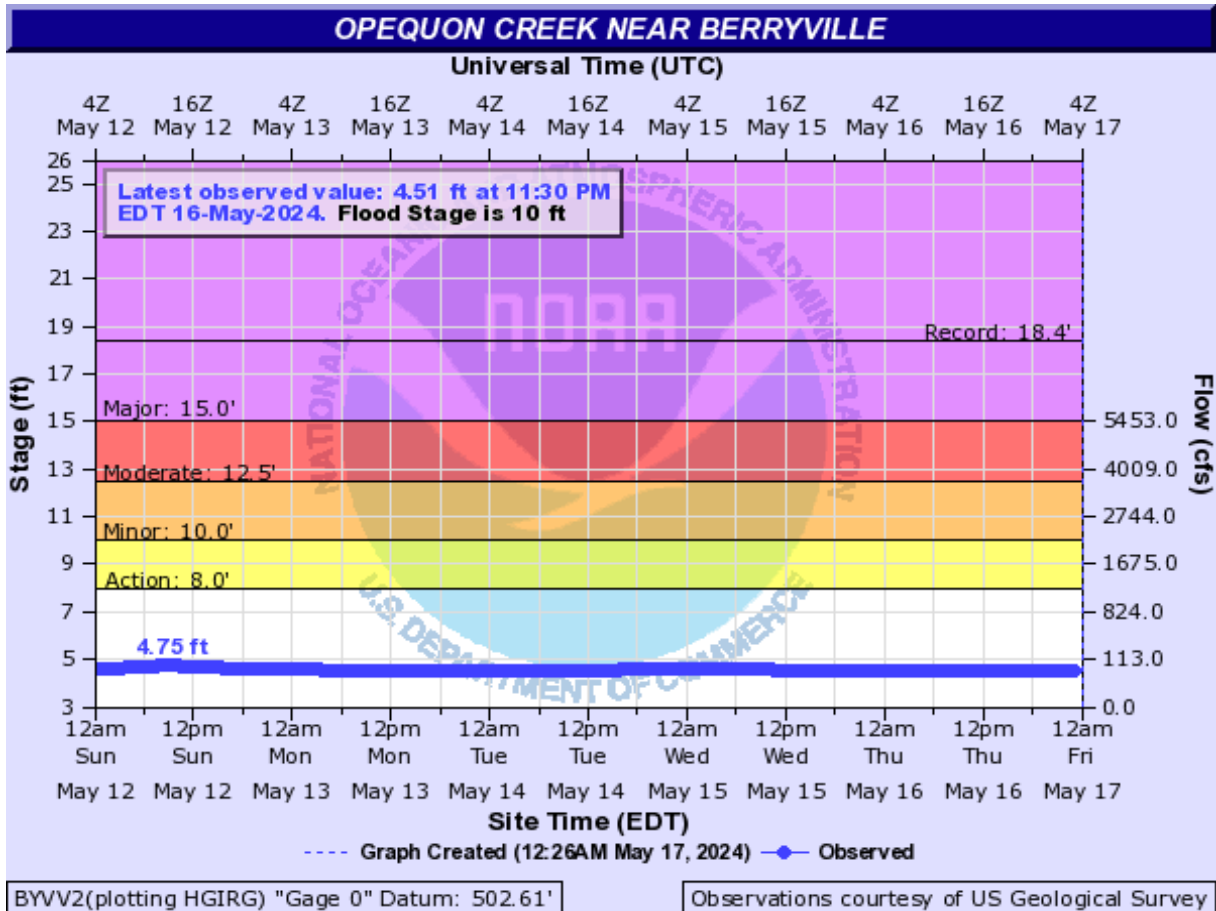 OPEQUON CREEK NEAR BERRYVILLE
Universal Time (UTC)
4Z 16Z 4Z 16Z 4Z 16Z 4Z 16Z 4Z 16Z 4Z
May 12 May 12 May 13 May 13 May 14 May 14 May 15 May 15 May 16 May 16 May 17
Latest observed value: 4.51 ft at 11:30 PM
EDT 16-May-2024. Flood Stage is 10 ft
NATIONAL OCEANIC AND ATMOSPHERIC ADMINISTRATION
NOAA
U.S. DEPARTMENT OF COMMERCE
Stage (ft)
26
25
23
21
19
17
15
13
11
9
7
5
3
Record: 18.4'
Major: 15.0'
Moderate: 12.5'
Minor: 10.0'
Action: 8.0'
4.75 ft
Flow (cfs)
5453.0
4009.0
2744.0
1675.0
824.0
113.0
0.0
12am 12pm 12am 12pm 12am 12pm 12am 12pm 12am 12pm 12am
Sun Sun Mon Mon Tue Tue Wed Wed Thu Thu Fri
May 12 May 12 May 13 May 13 May 14 May 14 May 15 May 15 May 16 May 16 May 17
Site Time (EDT)
Graph Created (12:26AM May 17, 2024) Observed
BYVV2(plotting HGIRG) "Gage 0" Datum: 502.61'
Observations courtesy of US Geological Survey